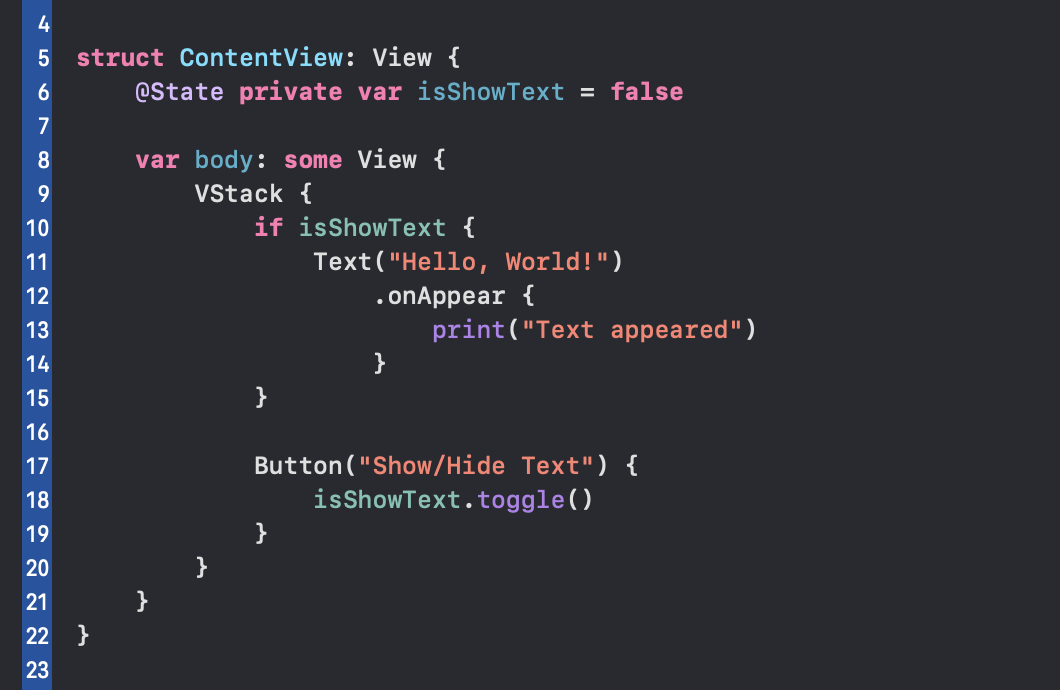 4
5 struct ContentView: View {
6     @State private var isShowText = false
7
8     var body: some View {
9         VStack {
10             if isShowText {
11                 Text("Hello, World!")
12                     .onAppear {
13                         print("Text appeared")
14                     }
15             }
16
17             Button("Show/Hide Text") {
18                 isShowText.toggle()
19             }
20         }
21     }
22 }
23